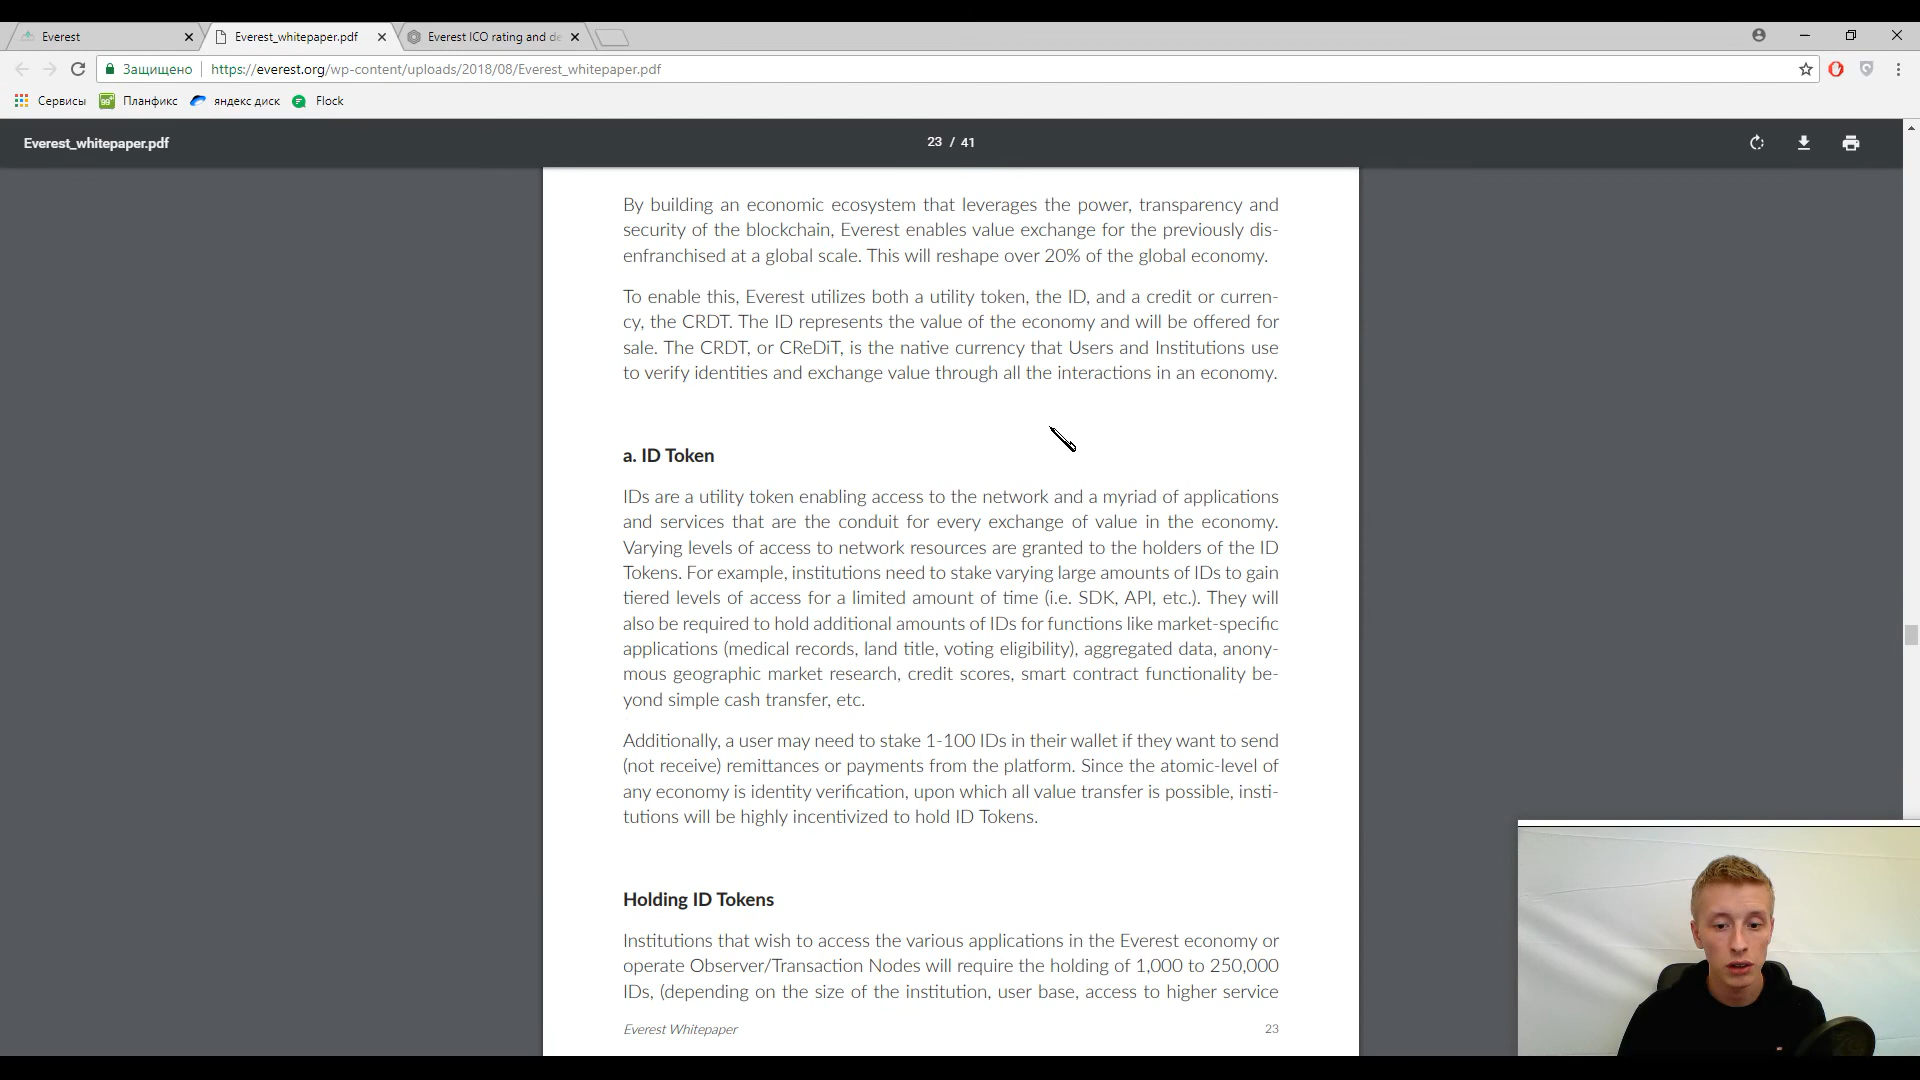 Everest
Everest_whitepaper.pdf
Everest ICO rating and de
Защищено
https://everest.org/wp-content/uploads/2018/08/Everest_whitepaper.pdf
Сервисы
99+
Планфикс
яндекс диск
Flock
Everest_whitepaper.pdf
23 / 41
By building an economic ecosystem that leverages the power, transparency and
security of the blockchain, Everest enables value exchange for the previously dis-
enfranchised at a global scale. This will reshape over 20% of the global economy.
To enable this, Everest utilizes both a utility token, the ID, and a credit or curren-
cy, the CRDT. The ID represents the value of the economy and will be offered for
sale. The CRDT, or CReDiT, is the native currency that Users and Institutions use
to verify identities and exchange value through all the interactions in an economy.
a. ID Token
IDs are a utility token enabling access to the network and a myriad of applications
and services that are the conduit for every exchange of value in the economy.
Varying levels of access to network resources are granted to the holders of the ID
Tokens. For example, institutions need to stake varying large amounts of IDs to gain
tiered levels of access for a limited amount of time (i.e. SDK, API, etc.). They will
also be required to hold additional amounts of IDs for functions like market-specific
applications (medical records, land title, voting eligibility), aggregated data, anony-
mous geographic market research, credit scores, smart contract functionality be-
yond simple cash transfer, etc.
Additionally, a user may need to stake 1-100 IDs in their wallet if they want to send
(not receive) remittances or payments from the platform. Since the atomic-level of
any economy is identity verification, upon which all value transfer is possible, insti-
tutions will be highly incentivized to hold ID Tokens.
Holding ID Tokens
Institutions that wish to access the various applications in the Everest economy or
operate Observer/Transaction Nodes will require the holding of 1,000 to 250,000
IDs, (depending on the size of the institution, user base, access to higher service
Everest Whitepaper
23